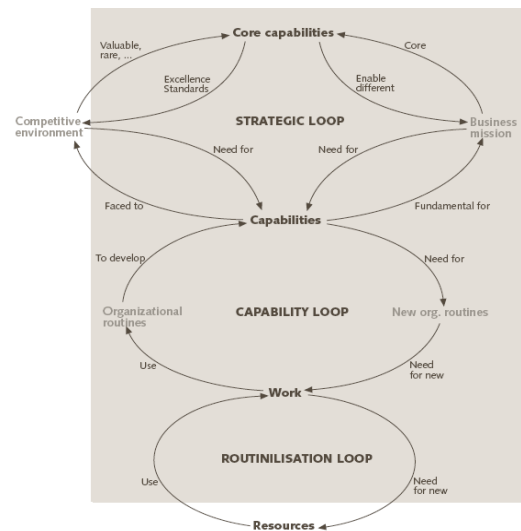 Core capabilities
Valuable,
rare, ...
Core
Excellence
Standards
Enable
different
Competitive
environment
STRATEGIC LOOP
Business
mission
Need for
Need for
Faced to
Capabilities
Fundamental for
To develop
Need for
Organizational
routines
CAPABILITY LOOP
New org. routines
Use
Need
for new
Work
ROUTINILISATION LOOP
Use
Need
for new
Resources